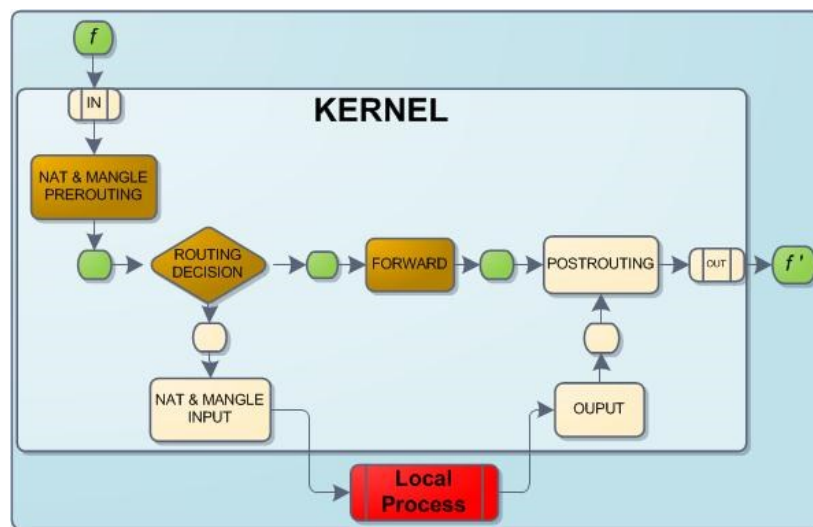 f
IN
KERNEL
NAT & MANGLE
PREROUTING
ROUTING
DECISION
FORWARD
POSTROUTING
OUT
f'
NAT & MANGLE
INPUT
OUPUT
Local
Process